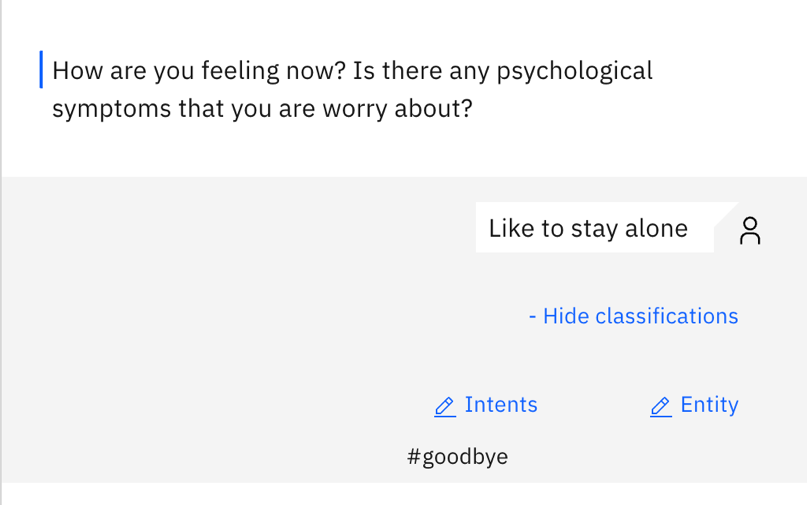 How are you feeling now? Is there any psychological
symptoms that you are worry about?
Like to stay alone
- Hide classifications
Intents
Entity
#goodbye